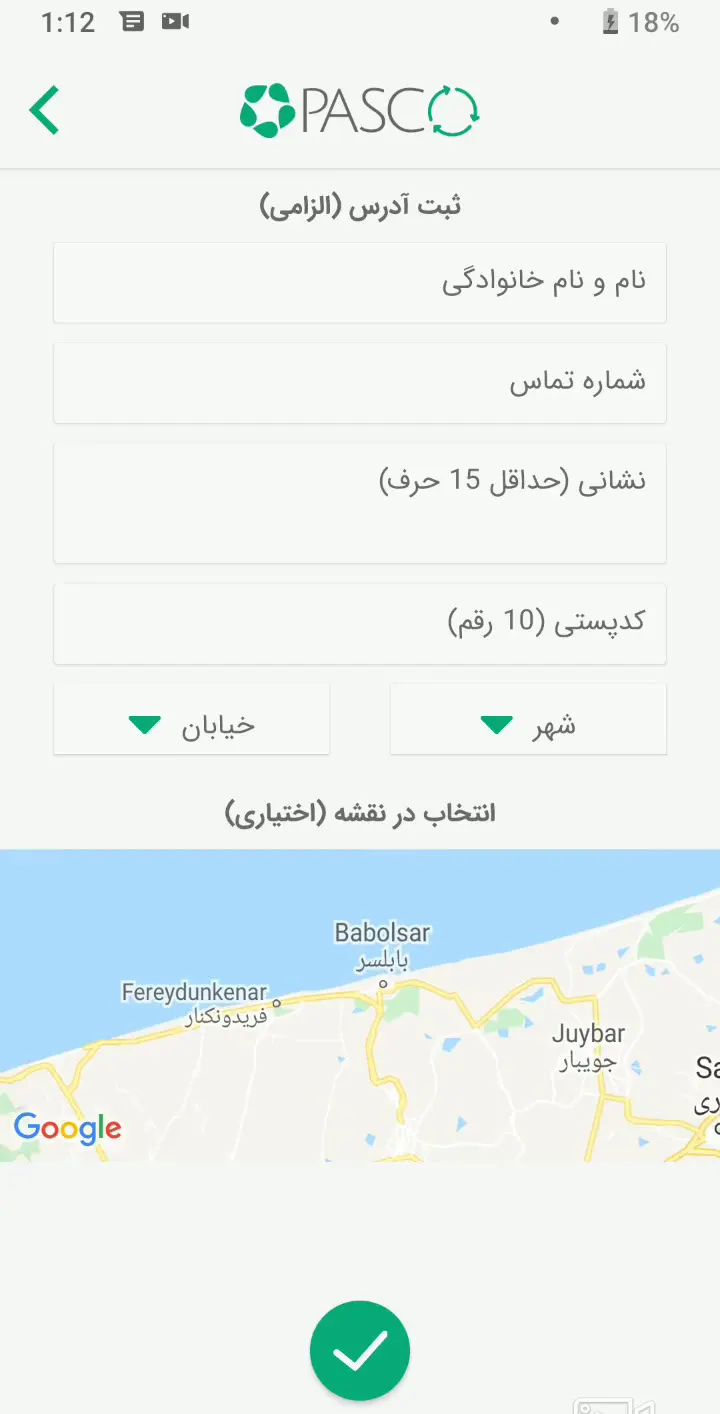 1:12
18%
PASCO
ثبت آدرس (الزامی)
نام و نام خانوادگی
شماره تماس
نشانی (حداقل 15 حرف)
کدپستی (10 رقم)
شهر
خیابان
انتخاب در نقشه (اختیاری)
Babolsar
بابلسر
Fereydunkenar
فریدونکنار
Juybar
جویبار
Sa
ری
Google